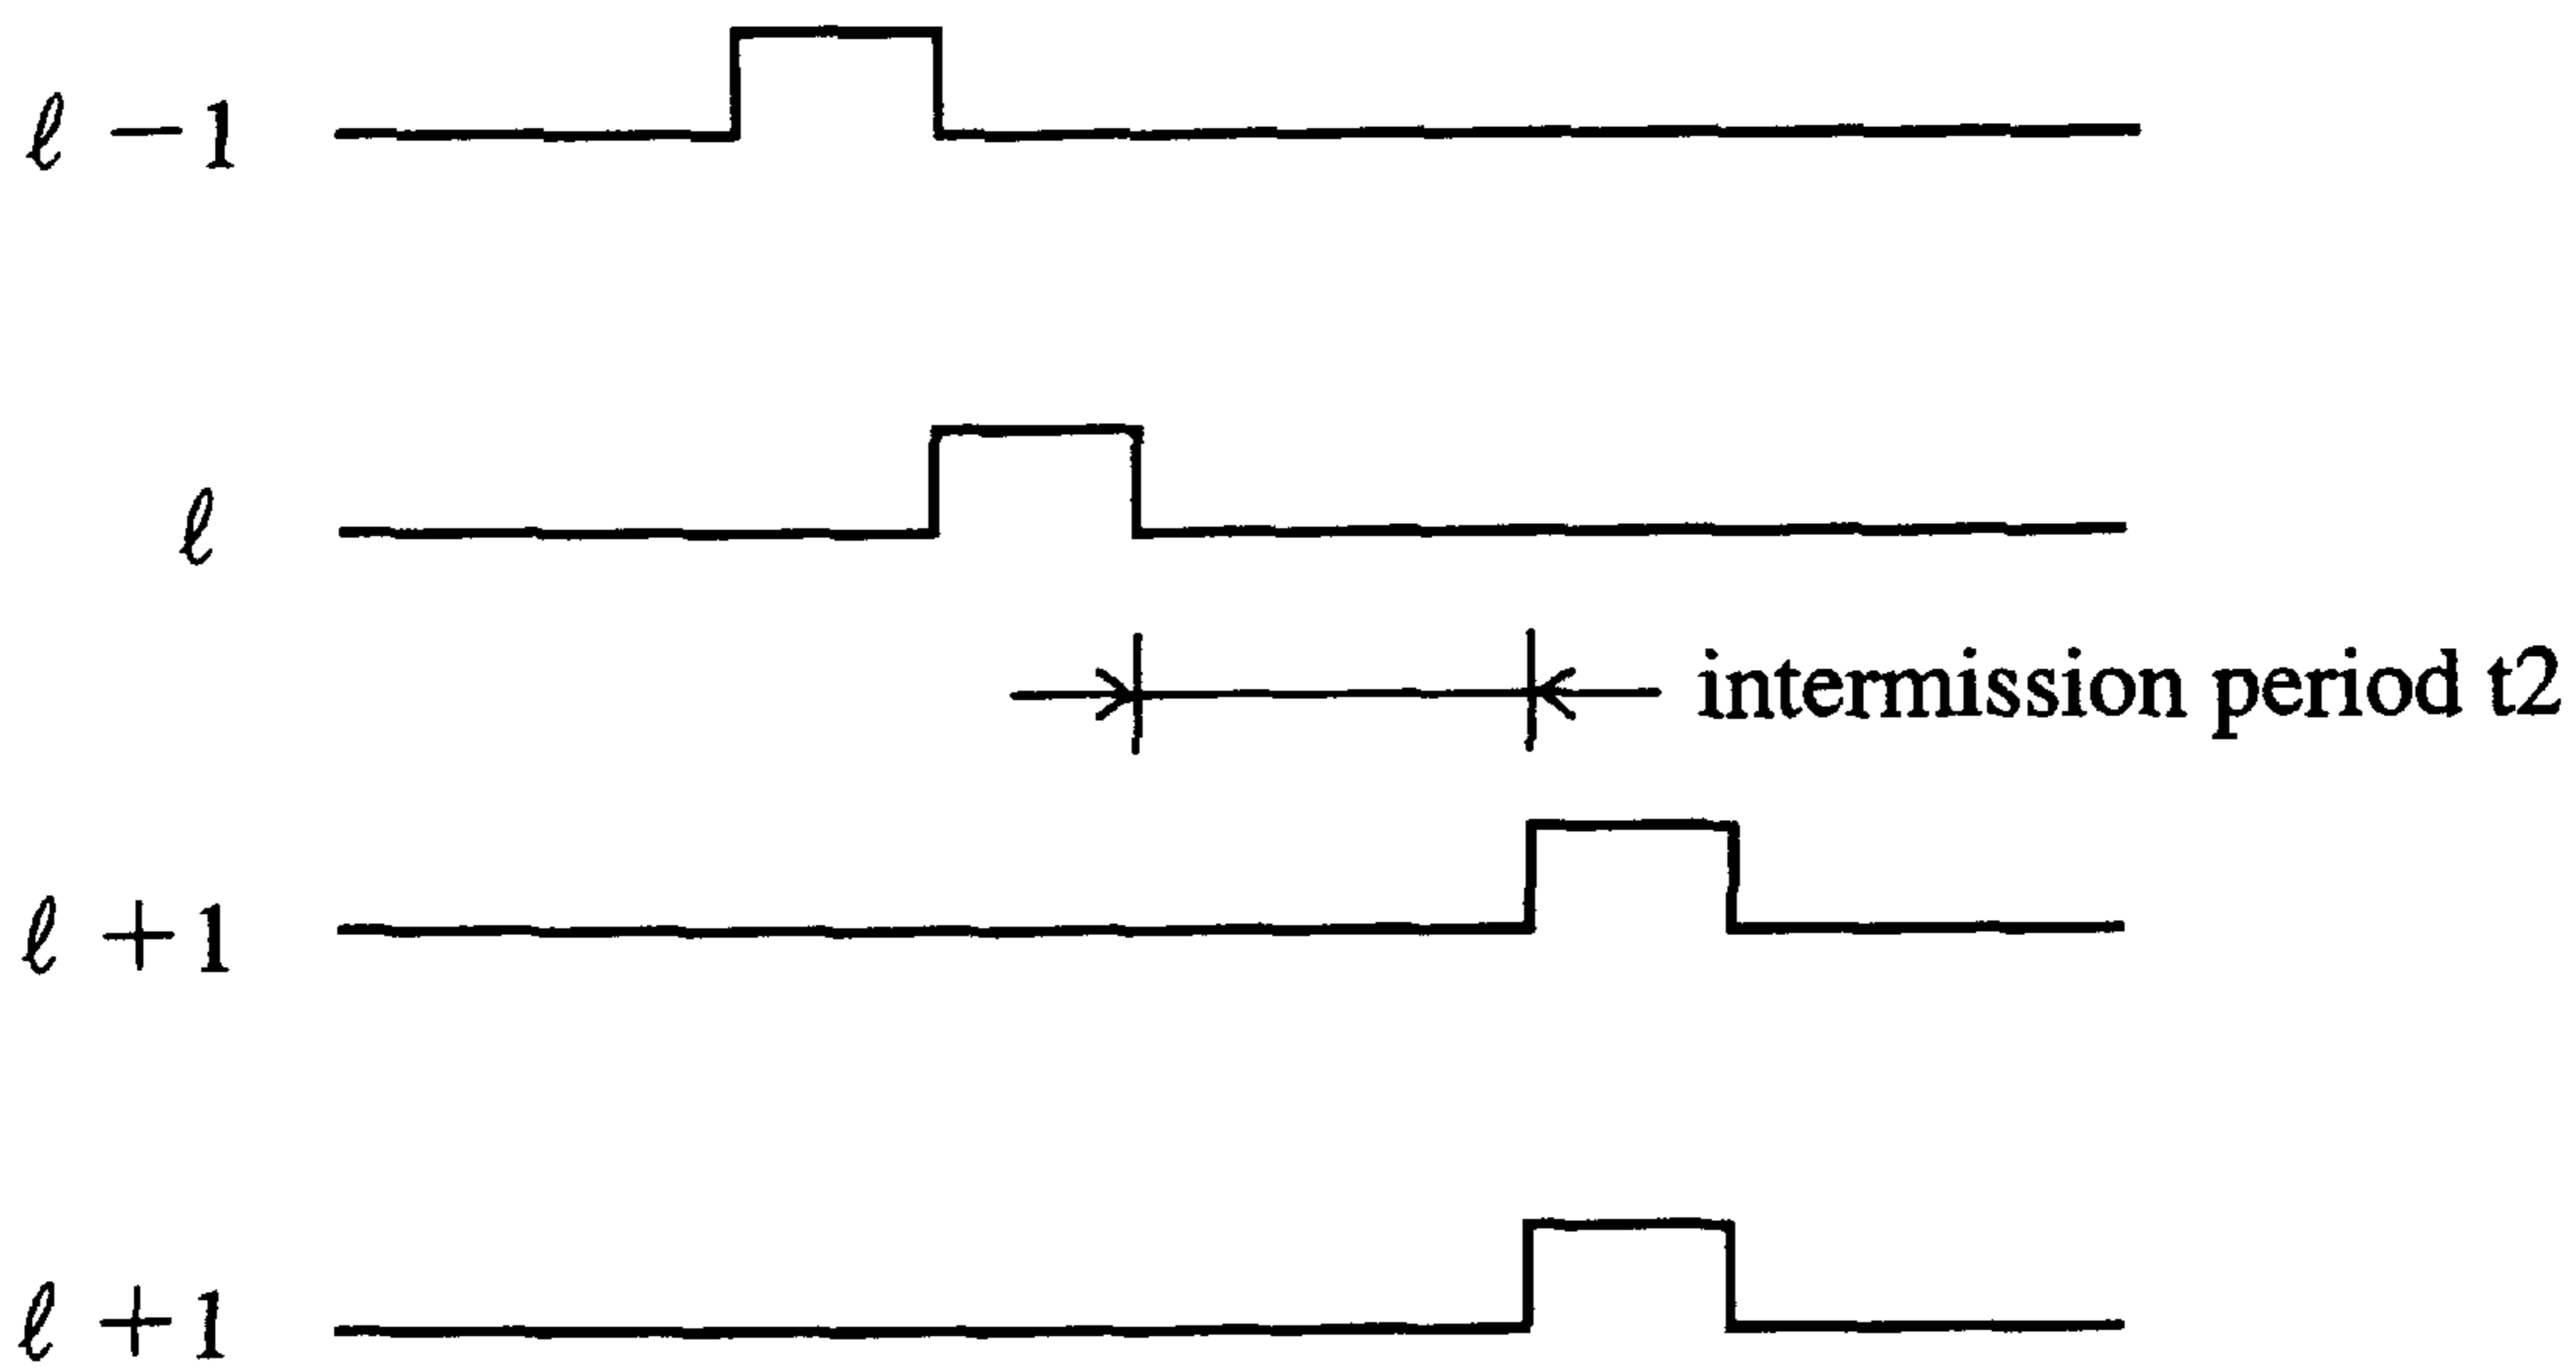 ℓ −1
ℓ
intermission period t2
ℓ +1
ℓ +1